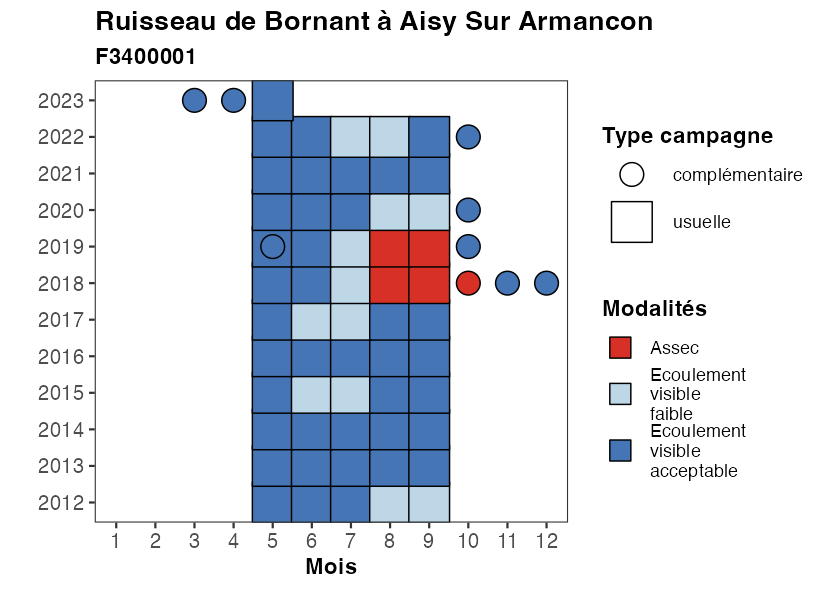 Ruisseau de Bornant à Aisy Sur Armancon
F3400001
2023
2022
2021
2020
2019
2018
2017
2016
2015
2014
2013
2012
1 2 3 4 5 6 7 8 9 10 11 12
Mois
Type campagne
complémentaire
usuelle
Modalités
Assec
Ecoulement
visible
faible
Ecoulement
visible
acceptable